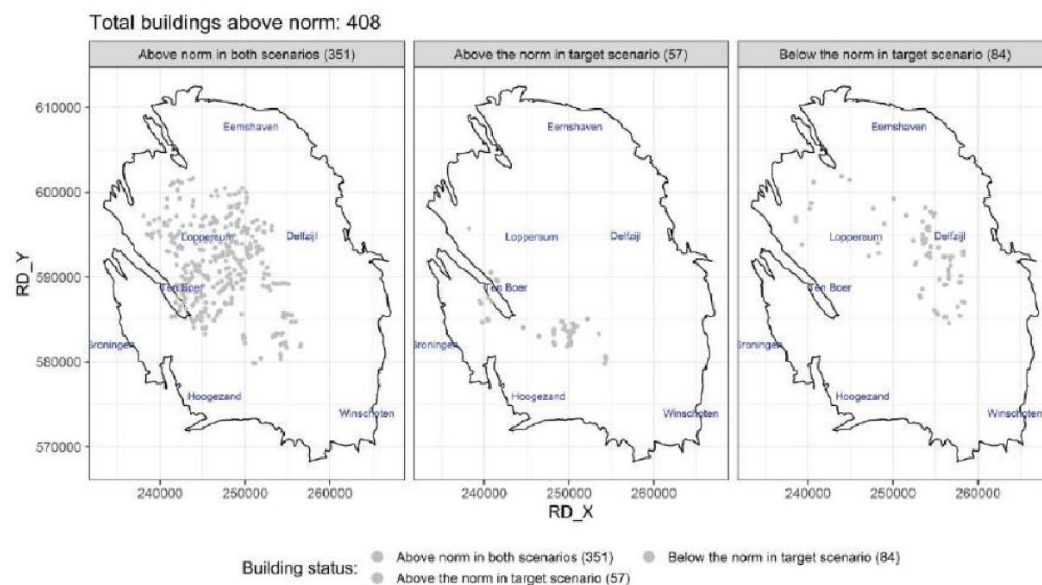 Total buildings above norm: 408
Above norm in both scenarios (351)
Above the norm in target scenario (57)
Below the norm in target scenario (84)
RD_Y
610000
600000
590000
580000
570000
Eemshaven
Loppersum
Delfzijl
Ten Boer
Groningen
Hoogezand
Winschoten
Eemshaven
Loppersum
Delfzijl
Ten Boer
Groningen
Hoogezand
Winschoten
Eemshaven
Loppersum
Delfzijl
Ten Boer
Groningen
Hoogezand
Winschoten
240000 250000 260000
240000 250000 260000
240000 250000 260000
RD_X
Building status:
Above norm in both scenarios (351)
Below the norm in target scenario (84)
Above the norm in target scenario (57)